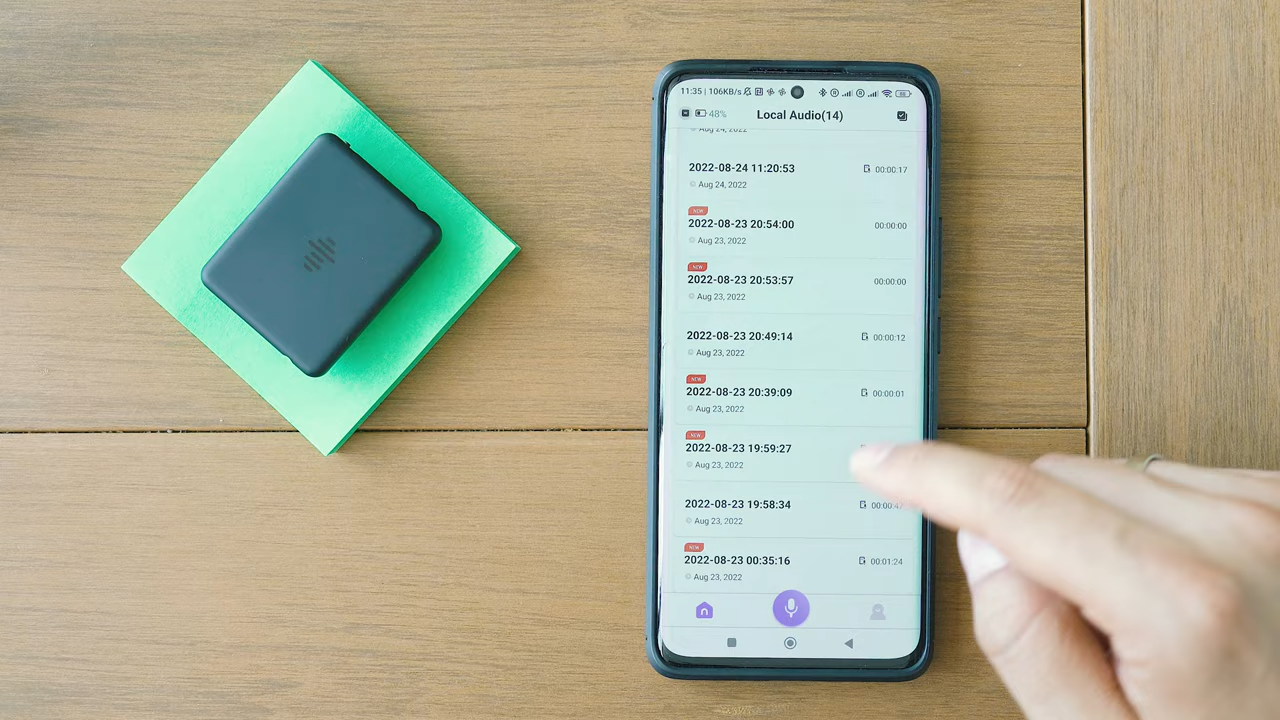 11:35 | 106KB/s
48%
Local Audio(14)
Aug 24, 2022
2022-08-24 11:20:53 00:00:17
Aug 24, 2022
NEW
2022-08-23 20:54:00 00:00:00
Aug 23, 2022
NEW
2022-08-23 20:53:57 00:00:00
Aug 23, 2022
2022-08-23 20:49:14 00:00:12
Aug 23, 2022
NEW
2022-08-23 20:39:09 00:00:01
Aug 23, 2022
NEW
2022-08-23 19:59:27
Aug 23, 2022
2022-08-23 19:58:34
Aug 23, 2022
NEW
2022-08-23 00:35:16 00:01:24
Aug 23, 2022